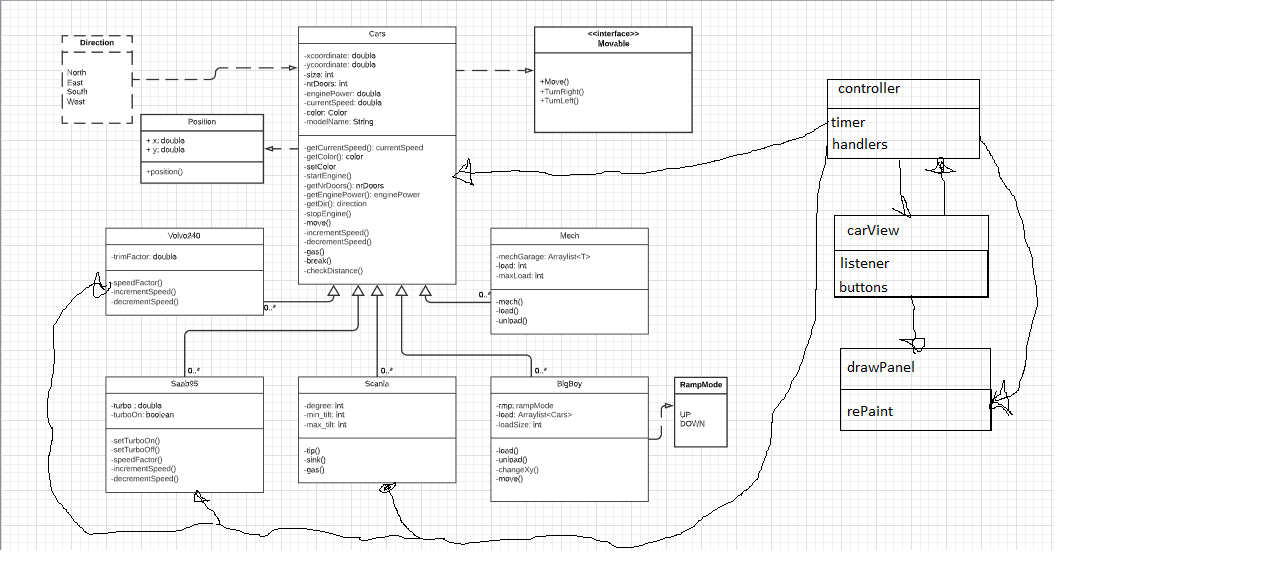 Direction
North
East
South
West
Position
+ x: double
+ y: double
+position()
Cars
-xcoordinate: double
-ycoordinate: double
-size: int
-nrDoors: int
-enginePower: double
-currentSpeed: double
-color: Color
-modelName: String
-getCurrentSpeed(): currentSpeed
-getColor(): color
-setColor
-startEngine()
-getNrDoors(): nrDoors
-getEnginePower(): enginePower
-getDir(): direction
-stopEngine()
-move()
-incrementSpeed()
-decrementSpeed()
-gas()
-break()
-checkDistance()
<<interface>>
Movable
+Move()
+TurnRight()
+TurnLeft()
controller
timer
handlers
carView
listener
buttons
drawPanel
rePaint
Volvo240
-trimFactor: double
-speedFactor()
-incrementSpeed()
-decrementSpeed()
0..*
Mech
-mechGarage: Arraylist<T>
-load: int
-maxLoad: int
-mech()
-load()
-unload()
0..*
0..*
Saab95
-turbo : double
-turboOn: boolean
-setTurboOn()
-setTurboOff()
-speedFactor()
-incrementSpeed()
-decrementSpeed()
0..*
Scania
-degree: int
-min_tilt: int
-max_tilt: int
-tip()
-sink()
-gas()
0..*
BigBoy
-rmp: rampMode
-load: Arraylist<Cars>
-loadSize: int
-load()
-unload()
-changeXy()
-move()
RampMode
UP
DOWN